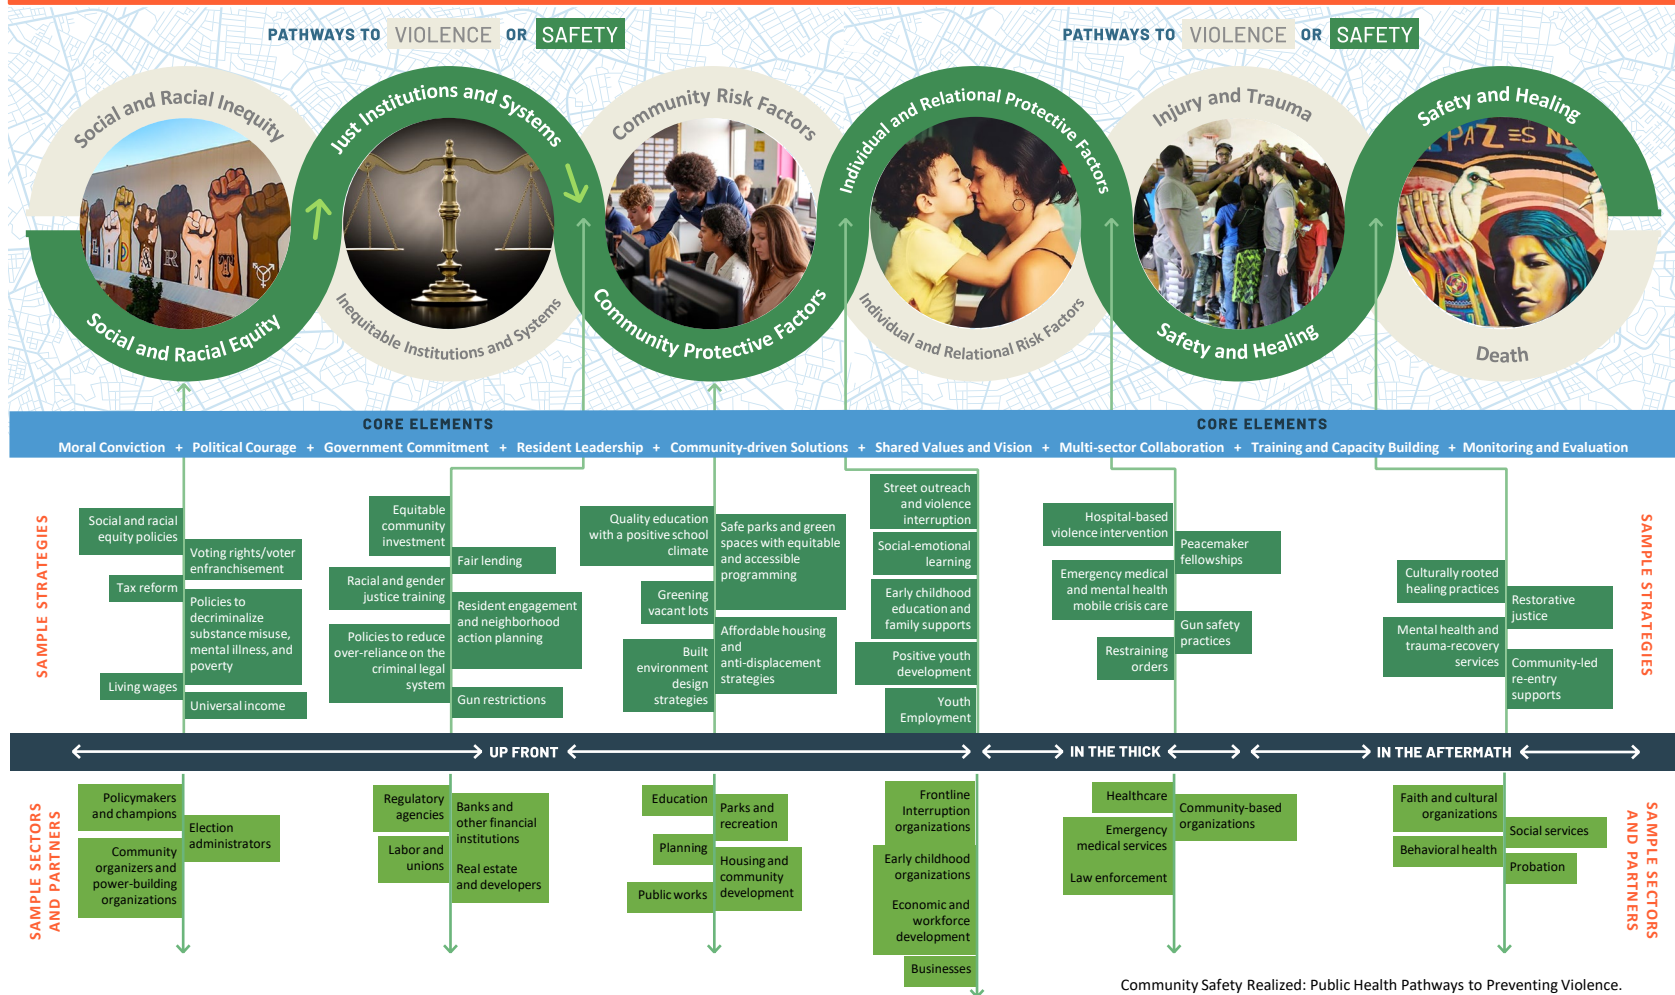 PATHWAYS TO VIOLENCE OR SAFETY
PATHWAYS TO VIOLENCE OR SAFETY
Social and Racial Inequity
Social and Racial Equity
Just Institutions and Systems
Inequitable Institutions and Systems
Community Risk Factors
Community Protective Factors
Individual and Relational Protective Factors
Individual and Relational Risk Factors
Injury and Trauma
Safety and Healing
Safety and Healing
PAZ ES
Death
CORE ELEMENTS
CORE ELEMENTS
Moral Conviction + Political Courage + Government Commitment + Resident Leadership + Community-driven Solutions + Shared Values and Vision + Multi-sector Collaboration + Training and Capacity Building + Monitoring and Evaluation
SAMPLE STRATEGIES
Social and racial
equity policies
Voting rights/voter
enfranchisement
Tax reform
Policies to
decriminalize
substance misuse,
mental illness, and
poverty
Living wages
Universal income
Equitable
community
investment
Fair lending
Racial and gender
justice training
Resident engagement
and neighborhood
action planning
Policies to reduce
over-reliance on the
criminal legal
system
Gun restrictions
Quality education
with a positive school
climate
Safe parks and green
spaces with equitable
and accessible
programming
Greening
vacant lots
Affordable housing
and
anti-displacement
strategies
Built
environment
design
strategies
Street outreach
and violence
interruption
Social-emotional
learning
Early childhood
education and
family supports
Positive youth
development
Youth
Employment
Hospital-based
violence intervention
Peacemaker
fellowships
Emergency medical
and mental health
mobile crisis care
Gun safety
practices
Restraining
orders
Culturally rooted
healing practices
Restorative
justice
Mental health and
trauma-recovery
services
Community-led
re-entry
supports
SAMPLE STRATEGIES
UP FRONT
IN THE THICK
IN THE AFTERMATH
SAMPLE SECTORS
AND PARTNERS
Policymakers
and champions
Election
administrators
Community
organizers and
power-building
organizations
Regulatory
agencies
Banks and
other financial
institutions
Labor and
unions
Real estate
and developers
Education
Parks and
recreation
Planning
Housing and
community
development
Public works
Frontline
Interruption
organizations
Early childhood
organizations
Economic and
workforce
development
Businesses
Healthcare
Community-based
organizations
Emergency
medical services
Law enforcement
Faith and cultural
organizations
Social services
Behavioral health
Probation
SAMPLE SECTORS
AND PARTNERS
Community Safety Realized: Public Health Pathways to Preventing Violence.